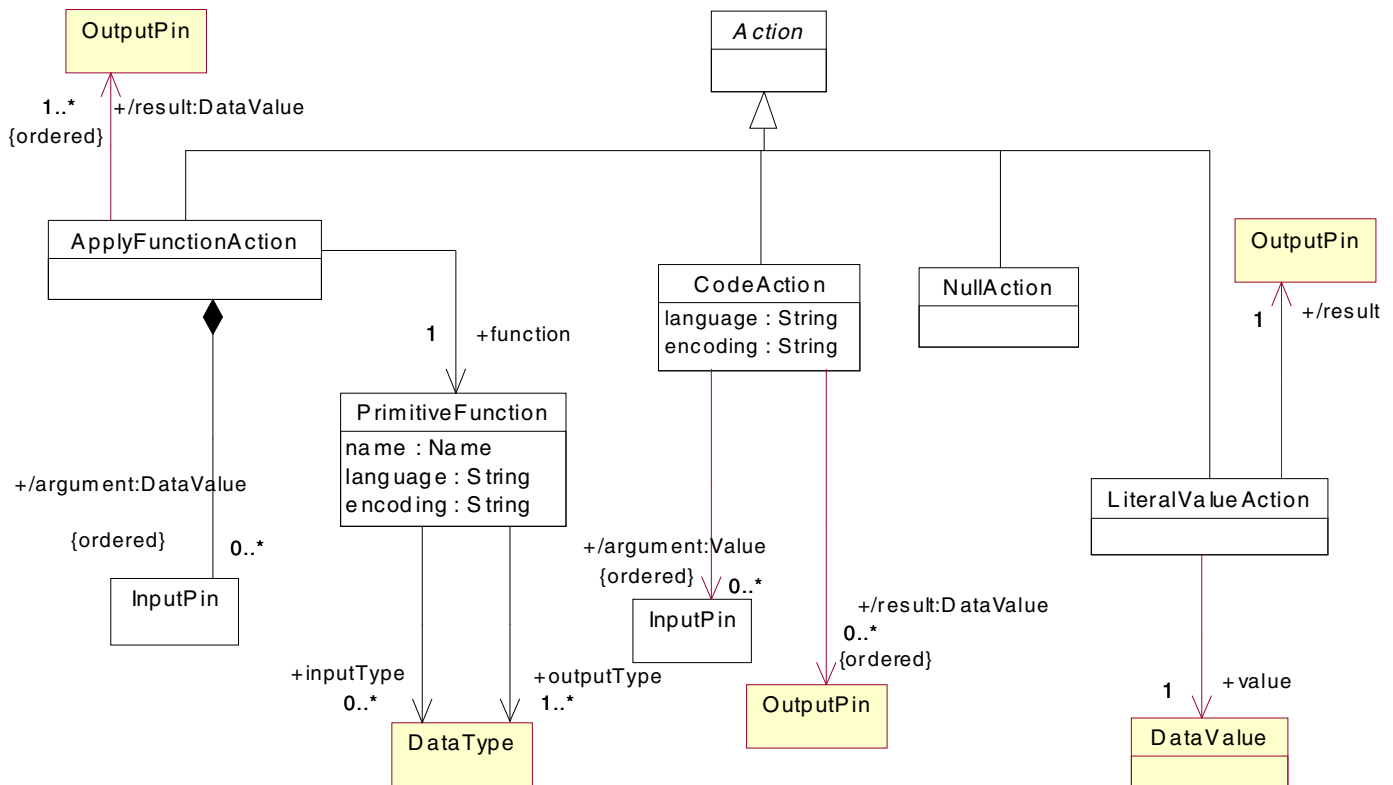 OutputPin
Action
1..*
+/result:DataValue
{ordered}
ApplyFunctionAction
OutputPin
CodeAction
language : String
encoding : String
NullAction
1
+/result
1
+function
PrimitiveFunction
name : Name
language : String
encoding : String
+/argument:DataValue
{ordered}
0..*
InputPin
LiteralValueAction
+/argument:Value
{ordered}
0..*
InputPin
+/result:DataValue
0..*
{ordered}
OutputPin
+inputType
0..*
+outputType
1..*
DataType
1
+value
DataValue